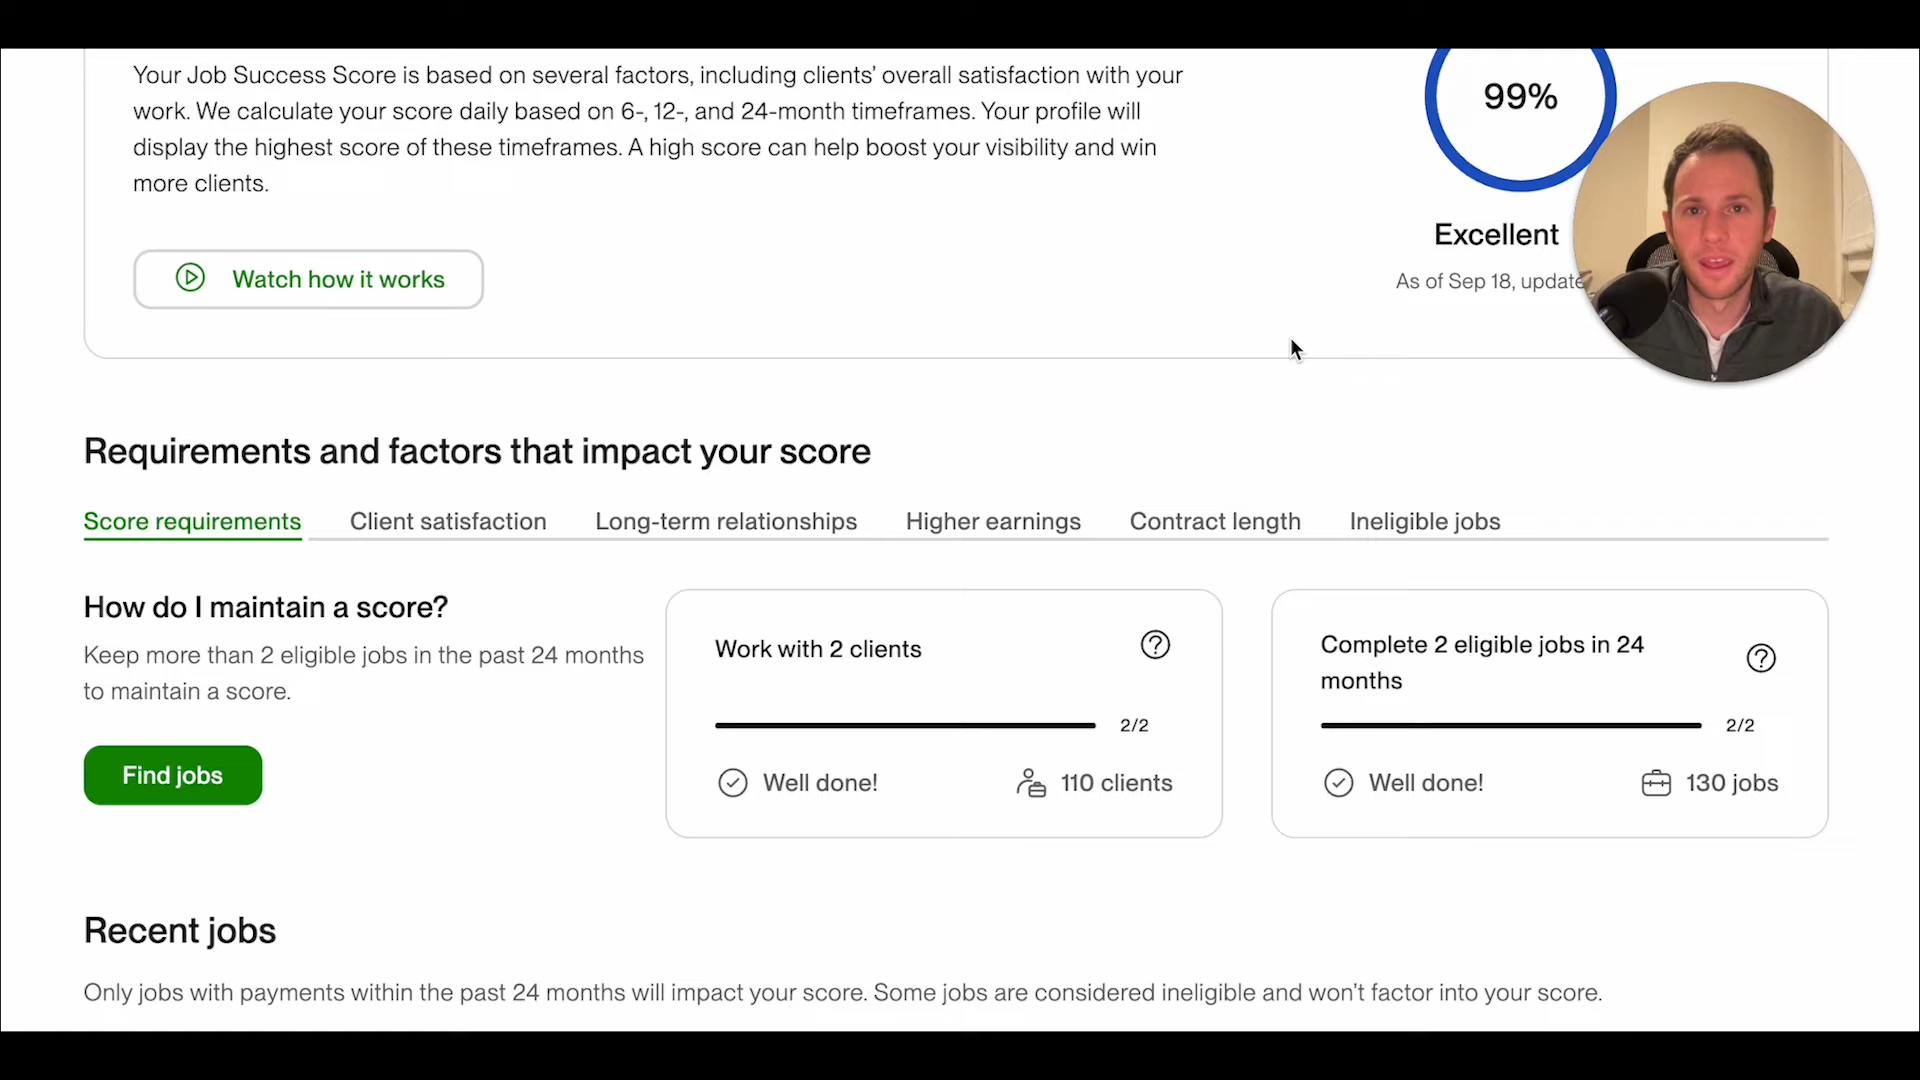 Your Job Success Score is based on several factors, including clients’ overall satisfaction with your
work. We calculate your score daily based on 6-, 12-, and 24-month timeframes. Your profile will
display the highest score of these timeframes. A high score can help boost your visibility and win
more clients.
99%
Excellent
As of Sep 18, update
Watch how it works
Requirements and factors that impact your score
Score requirements
Client satisfaction
Long-term relationships
Higher earnings
Contract length
Ineligible jobs
How do I maintain a score?
Keep more than 2 eligible jobs in the past 24 months
to maintain a score.
Find jobs
Work with 2 clients
2/2
Well done!
110 clients
Complete 2 eligible jobs in 24
months
2/2
Well done!
130 jobs
Recent jobs
Only jobs with payments within the past 24 months will impact your score. Some jobs are considered ineligible and won’t factor into your score.